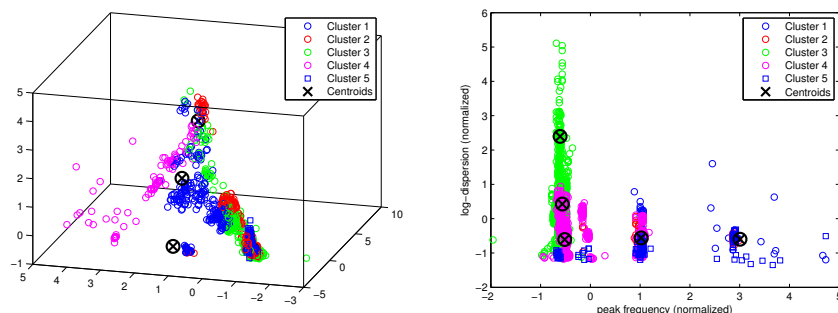 Cluster 1
Cluster 2
Cluster 3
Cluster 4
Cluster 5
Centroids
5
4
3
2
1
0
−1
5
4
3
2
1
0
−1
−2
−3
−5
0
5
10
Cluster 1
Cluster 2
Cluster 3
Cluster 4
Cluster 5
Centroids
6
5
4
3
2
1
0
−1
−2
log−dispersion (normalized)
−2
−1
0
1
2
3
4
5
peak frequency (normalized)